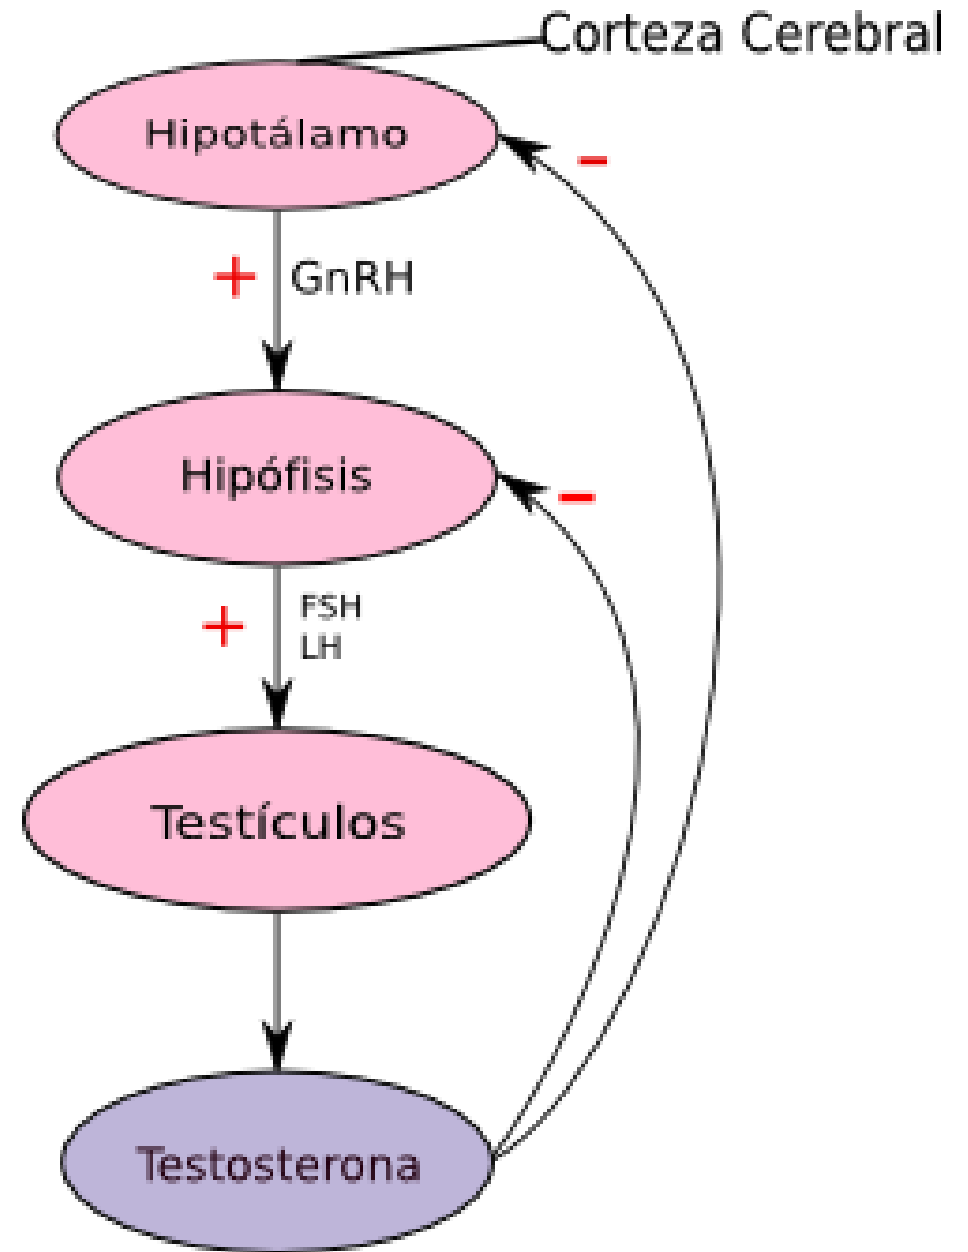 Corteza Cerebral
Hipotálamo
-
+ GnRH
Hipófisis
-
+ FSH
LH
Testículos
Testosterona